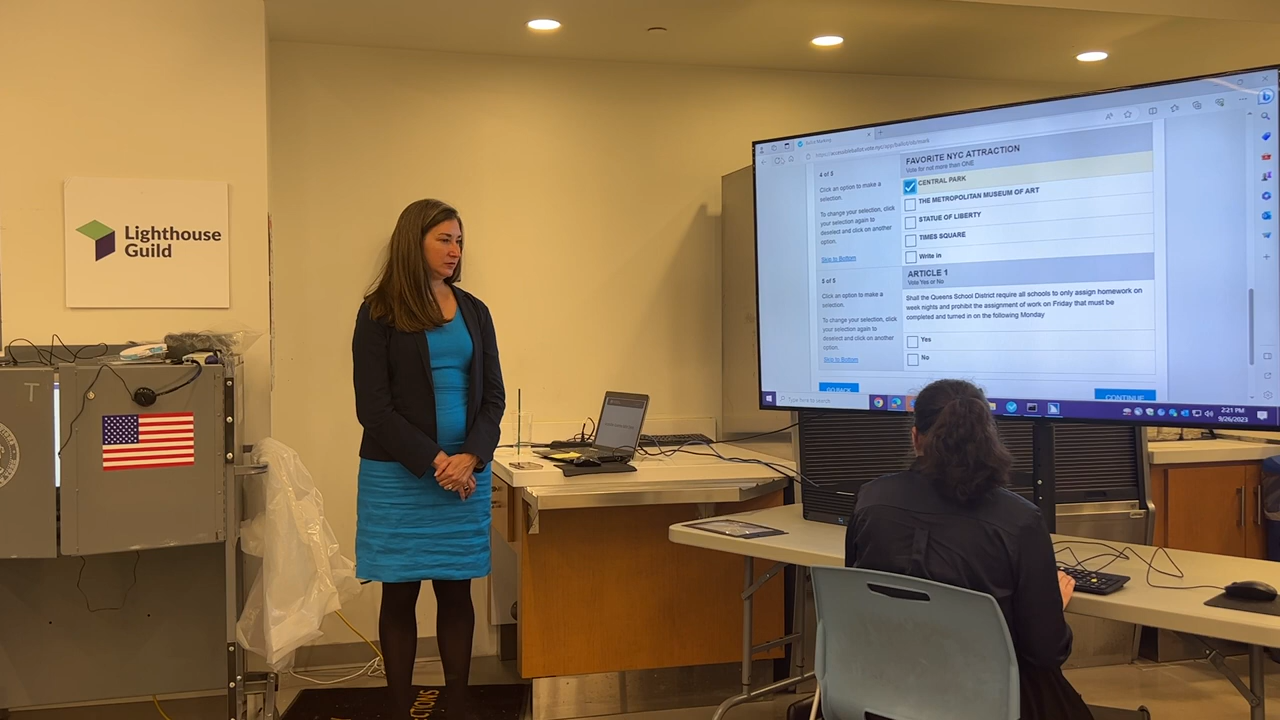 Lighthouse
Guild
T
Ballot Marking
4 of 5
Click an option to make a
selection.
To change your selection, click
your selection again to
deselect and click on another
option.
Skip to Bottom
FAVORITE NYC ATTRACTION
Vote for not more than ONE
CENTRAL PARK
THE METROPOLITAN MUSEUM OF ART
STATUE OF LIBERTY
TIMES SQUARE
Write in
5 of 5
Click an option to make a
selection.
To change your selection, click
your selection again to
deselect and click on another
option.
Skip to Bottom
ARTICLE 1
Vote Yes or No
Shall the Queens School District require all schools to only assign homework on
week nights and prohibit the assignment of work on Friday that must be
completed and turned in on the following Monday
Yes
No
GO BACK
CONTINUE
Type here to search
2:21 PM
9/26/2023